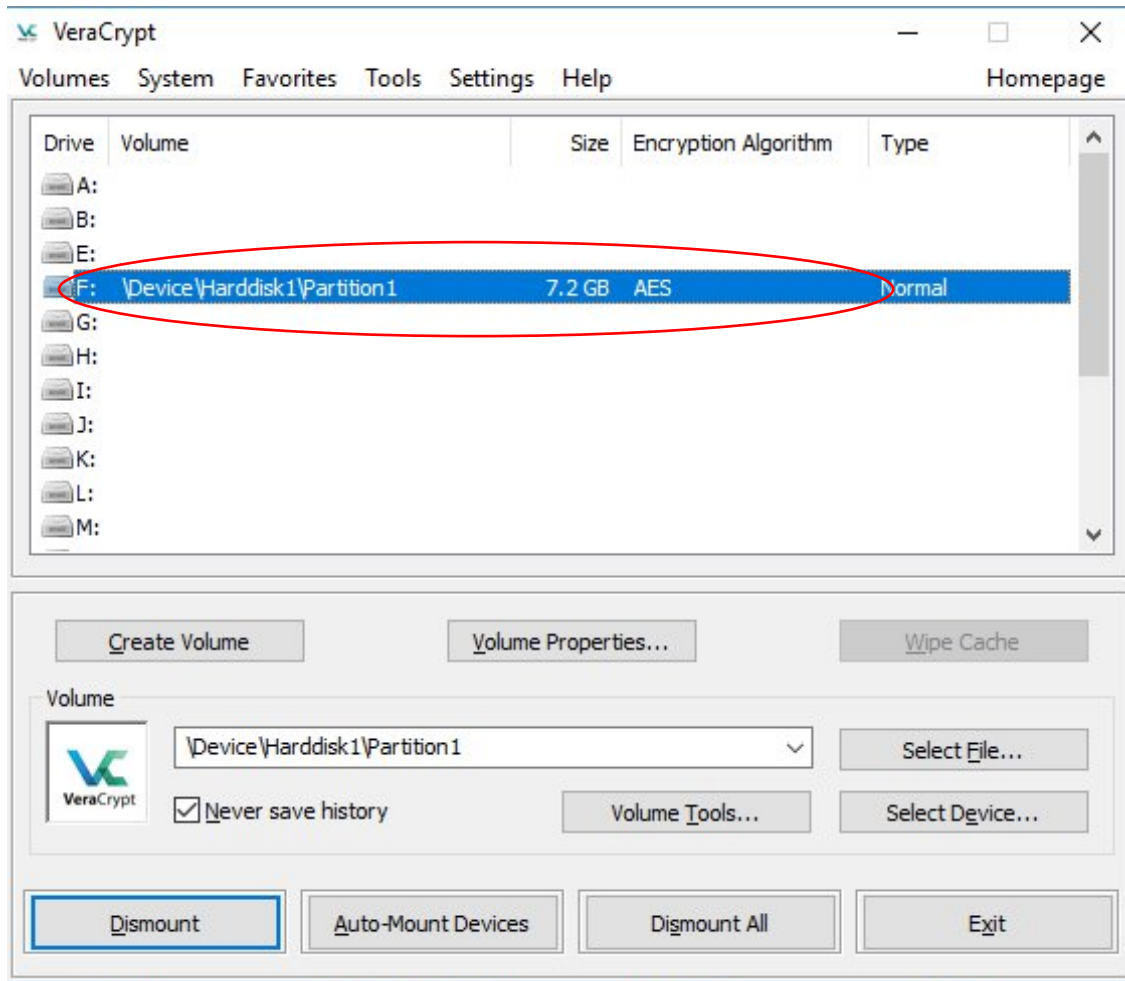 VeraCrypt
Volumes System Favorites Tools Settings Help Homepage
Drive Volume Size Encryption Algorithm Type
A:
B:
E:
F: \Device\Harddisk1\Partition1 7.2 GB AES Normal
G:
H:
I:
J:
K:
L:
M:
Create Volume Volume Properties... Wipe Cache
Volume
\Device\Harddisk1\Partition1 Select File...
VeraCrypt
Never save history Volume Tools... Select Device...
Dismount Auto-Mount Devices Dismount All Exit